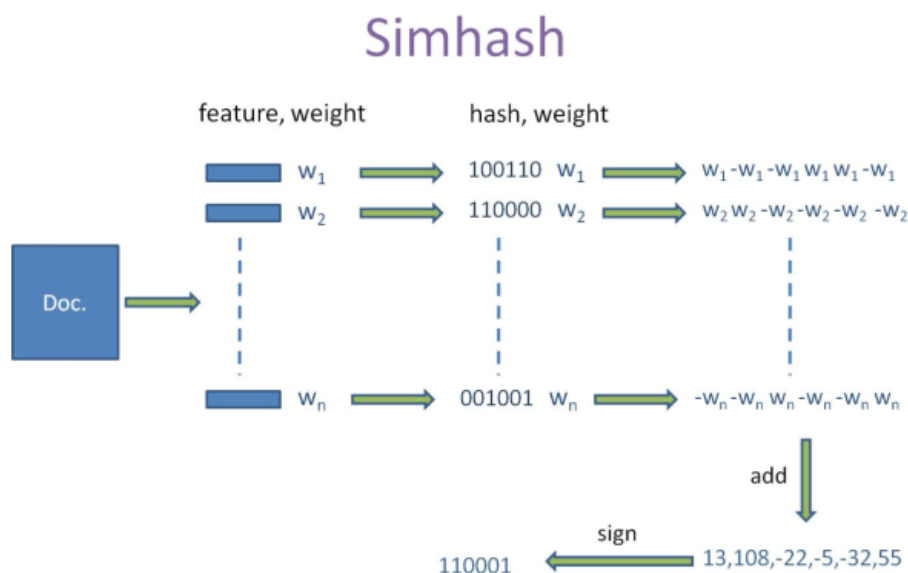 Simhash
feature, weight hash, weight
w₁ 100110 w₁ w₁ -w₁ -w₁ w₁ w₁ -w₁
w₂ 110000 w₂ w₂ w₂ -w₂ -w₂ -w₂ -w₂
Doc.
wₙ 001001 wₙ -wₙ -wₙ wₙ -wₙ -wₙ wₙ
add
sign
110001 13,108,-22,-5,-32,55